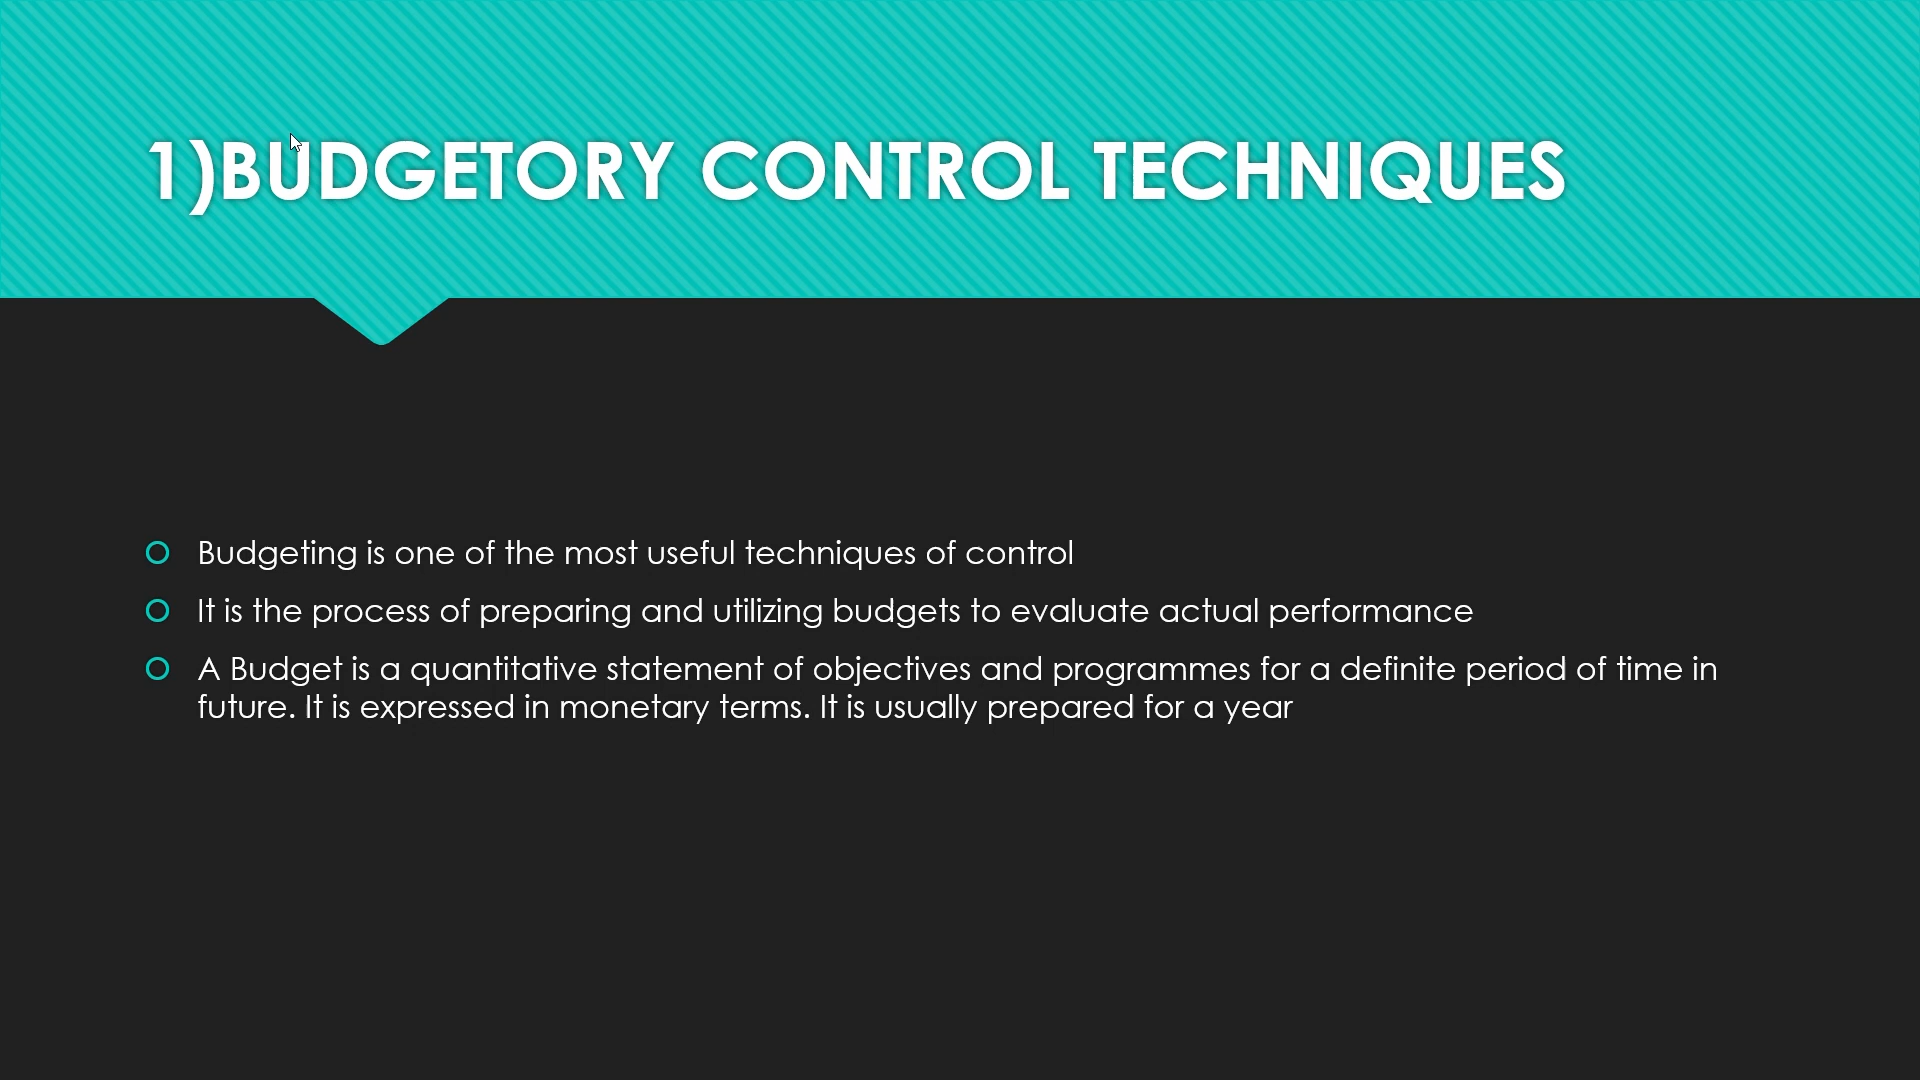 1)BUDGETORY CONTROL TECHNIQUES
Budgeting is one of the most useful techniques of control
It is the process of preparing and utilizing budgets to evaluate actual performance
A Budget is a quantitative statement of objectives and programmes for a definite period of time in
future. It is expressed in monetary terms. It is usually prepared for a year